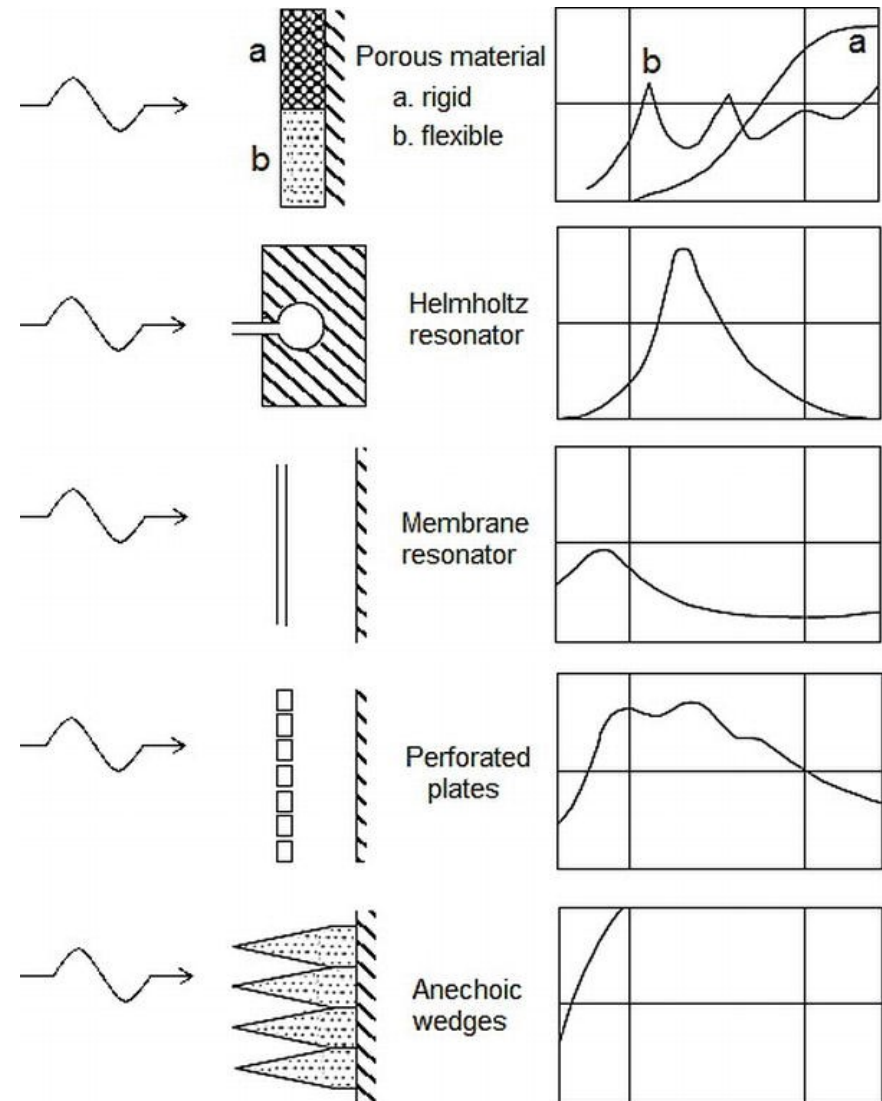 a
Porous material
a. rigid
b. flexible
b
b
a
Helmholtz
resonator
Membrane
resonator
Perforated
plates
Anechoic
wedges